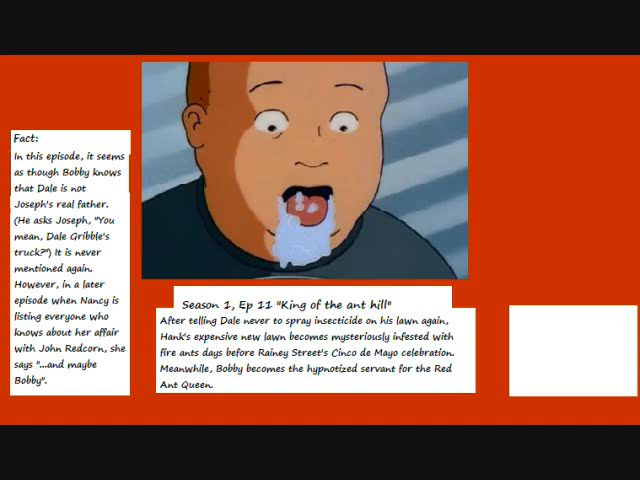 Fact:
In this episode, it seems
as though Bobby knows
that Dale is not
Joseph's real father.
(He asks Joseph, "You
mean, Dale Gribble's
truck?") It is never
mentioned again.
However, in a later
episode when Nancy is
listing everyone who
knows about her affair
with John Redcorn, she
says "...and maybe
Bobby".
Season 1, Ep 11 "King of the ant hill"
After telling Dale never to spray insecticide on his lawn again,
Hank's expensive new lawn becomes mysteriously infested with
fire ants days before Rainey Street's Cinco de Mayo celebration.
Meanwhile, Bobby becomes the hypnotized servant for the Red
Ant Queen.